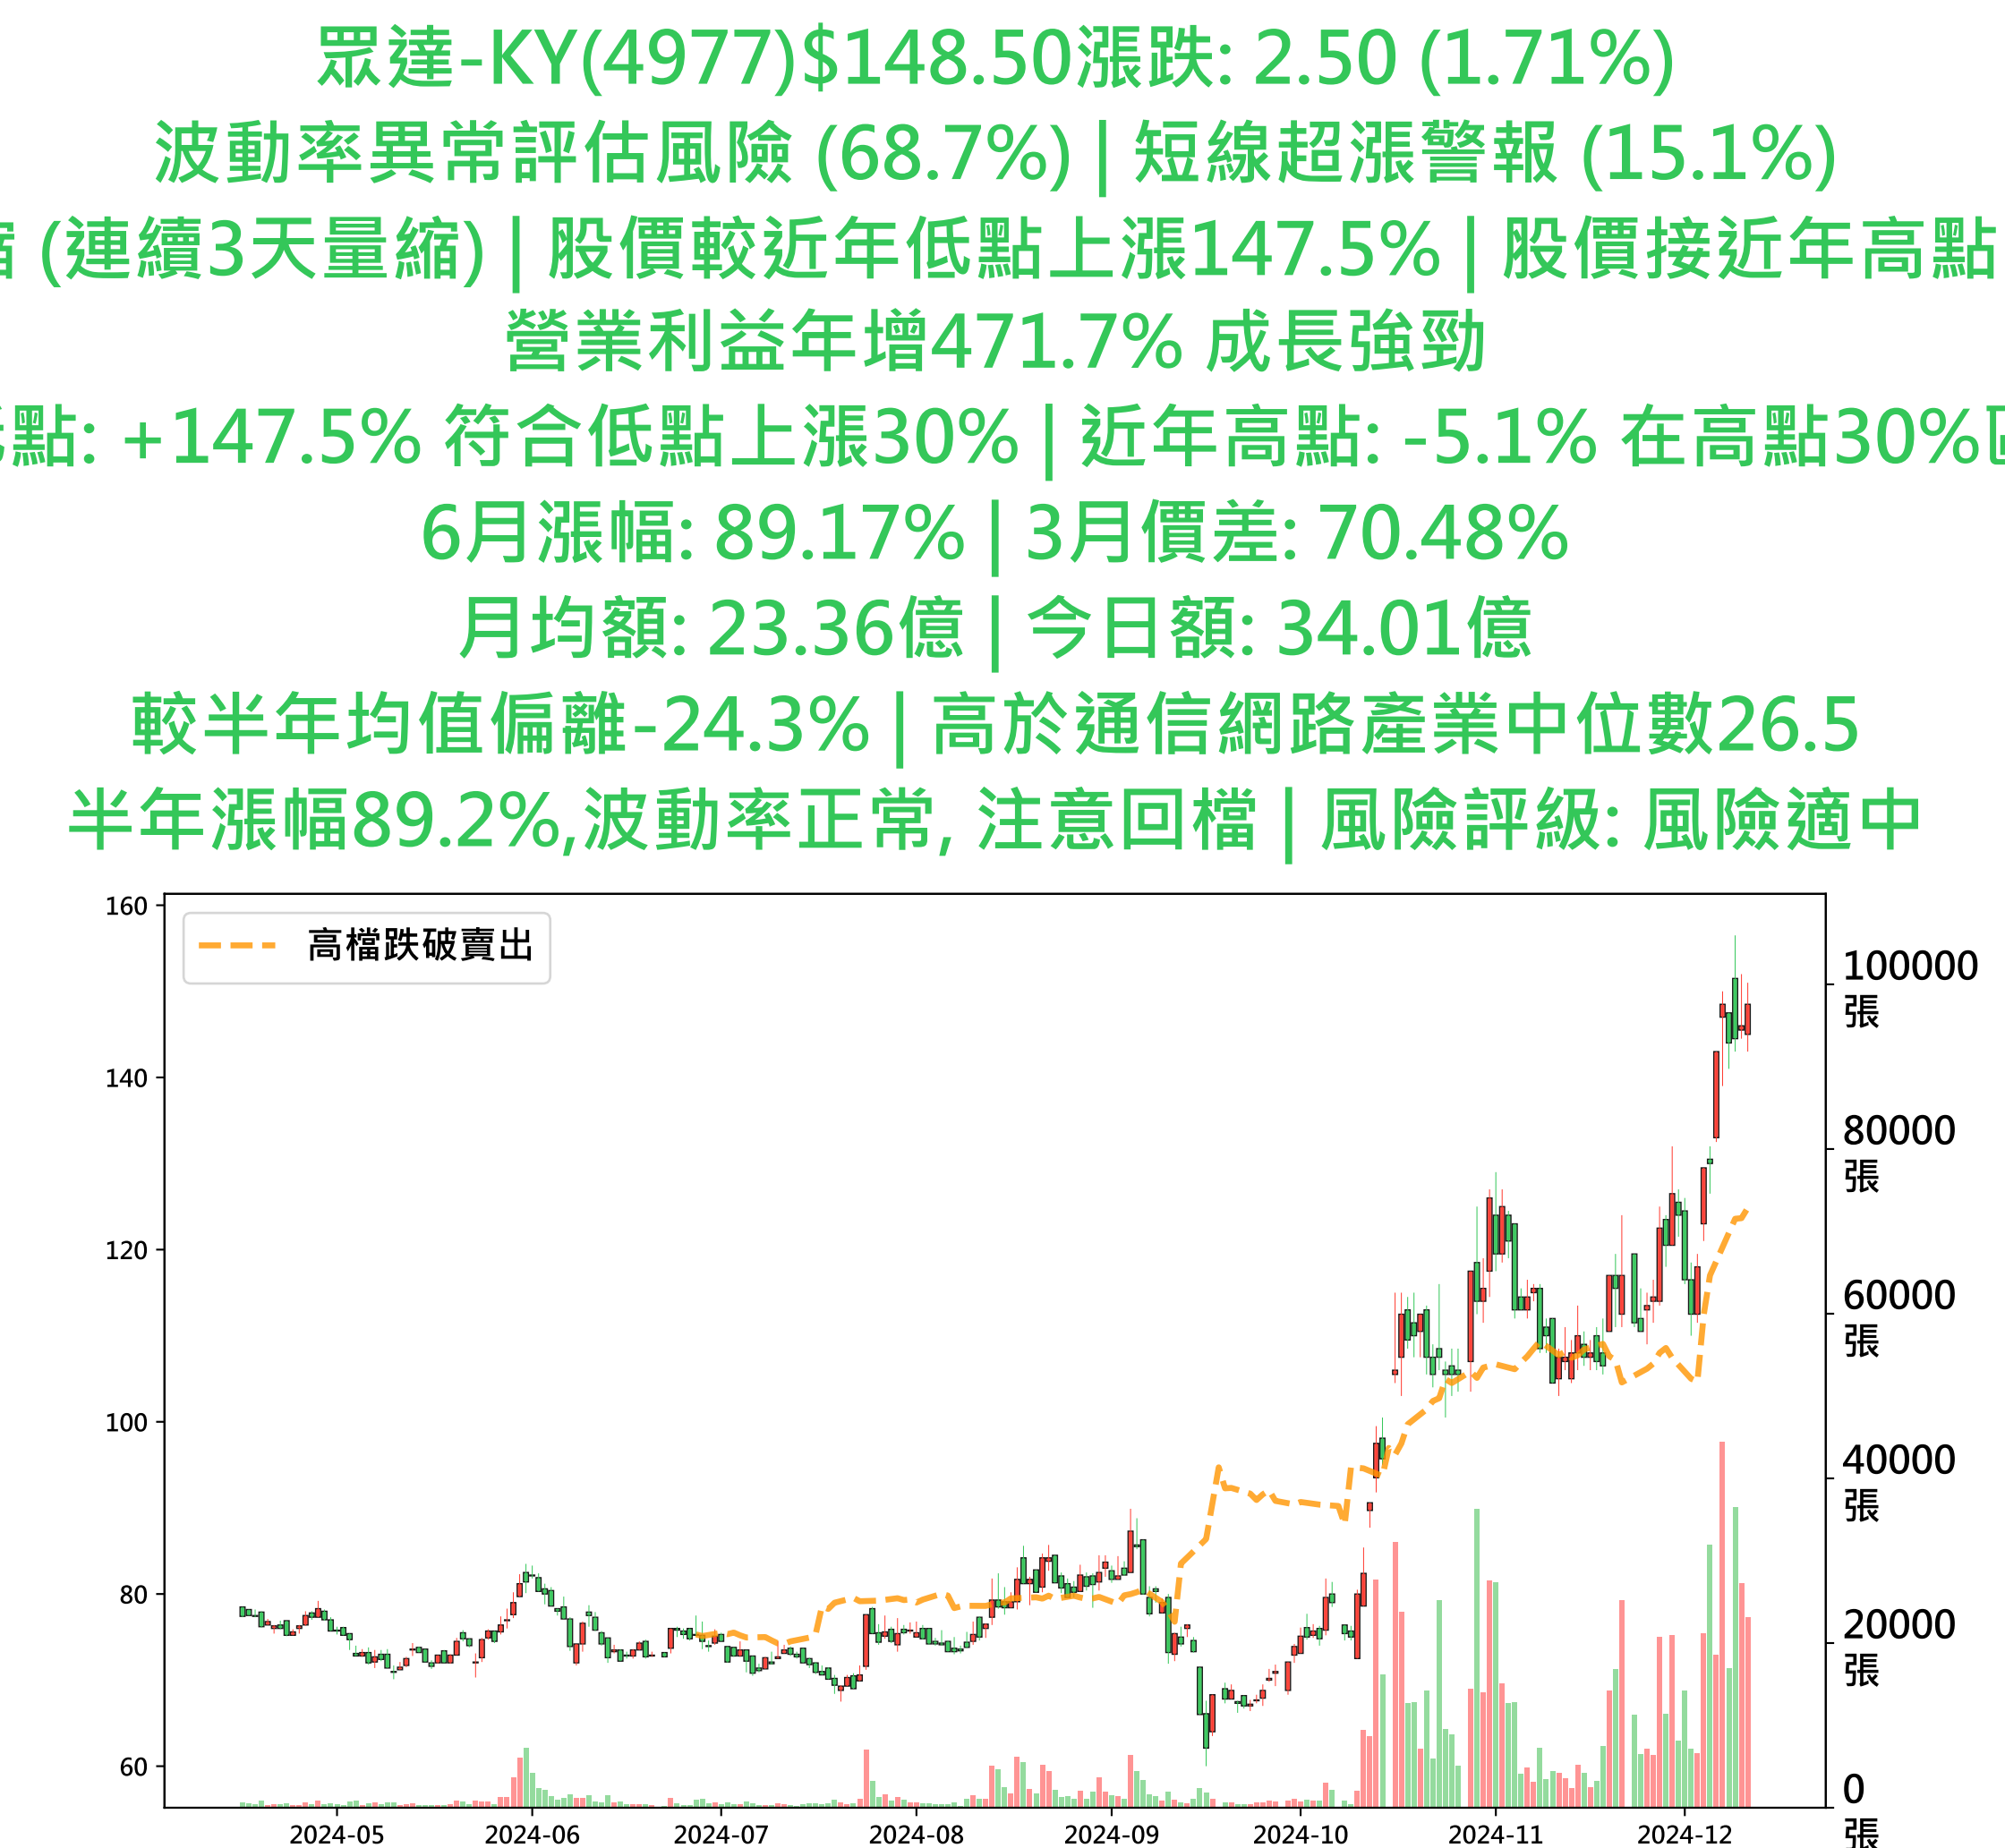 眾達-KY(4977)$148.50漲跌: 2.50 (1.71%)
波動率異常評估風險 (68.7%) | 短線超漲警報 (15.1%)
(連續3天量縮) | 股價較近年低點上漲147.5% | 股價接近年高點
營業利益年增471.7% 成長強勁
點: +147.5% 符合低點上漲30% | 近年高點: -5.1% 在高點30%
6月漲幅: 89.17% | 3月價差: 70.48%
月均額: 23.36億 | 今日額: 34.01億
較半年均值偏離-24.3% | 高於通信網路產業中位數26.5
半年漲幅89.2%,波動率正常, 注意回檔 | 風險評級: 風險適中
高檔跌破賣出
160
140
120
100
80
60
100000
張
80000
張
60000
張
40000
張
20000
張
0
張
2024-05
2024-06
2024-07
2024-08
2024-09
2024-10
2024-11
2024-12